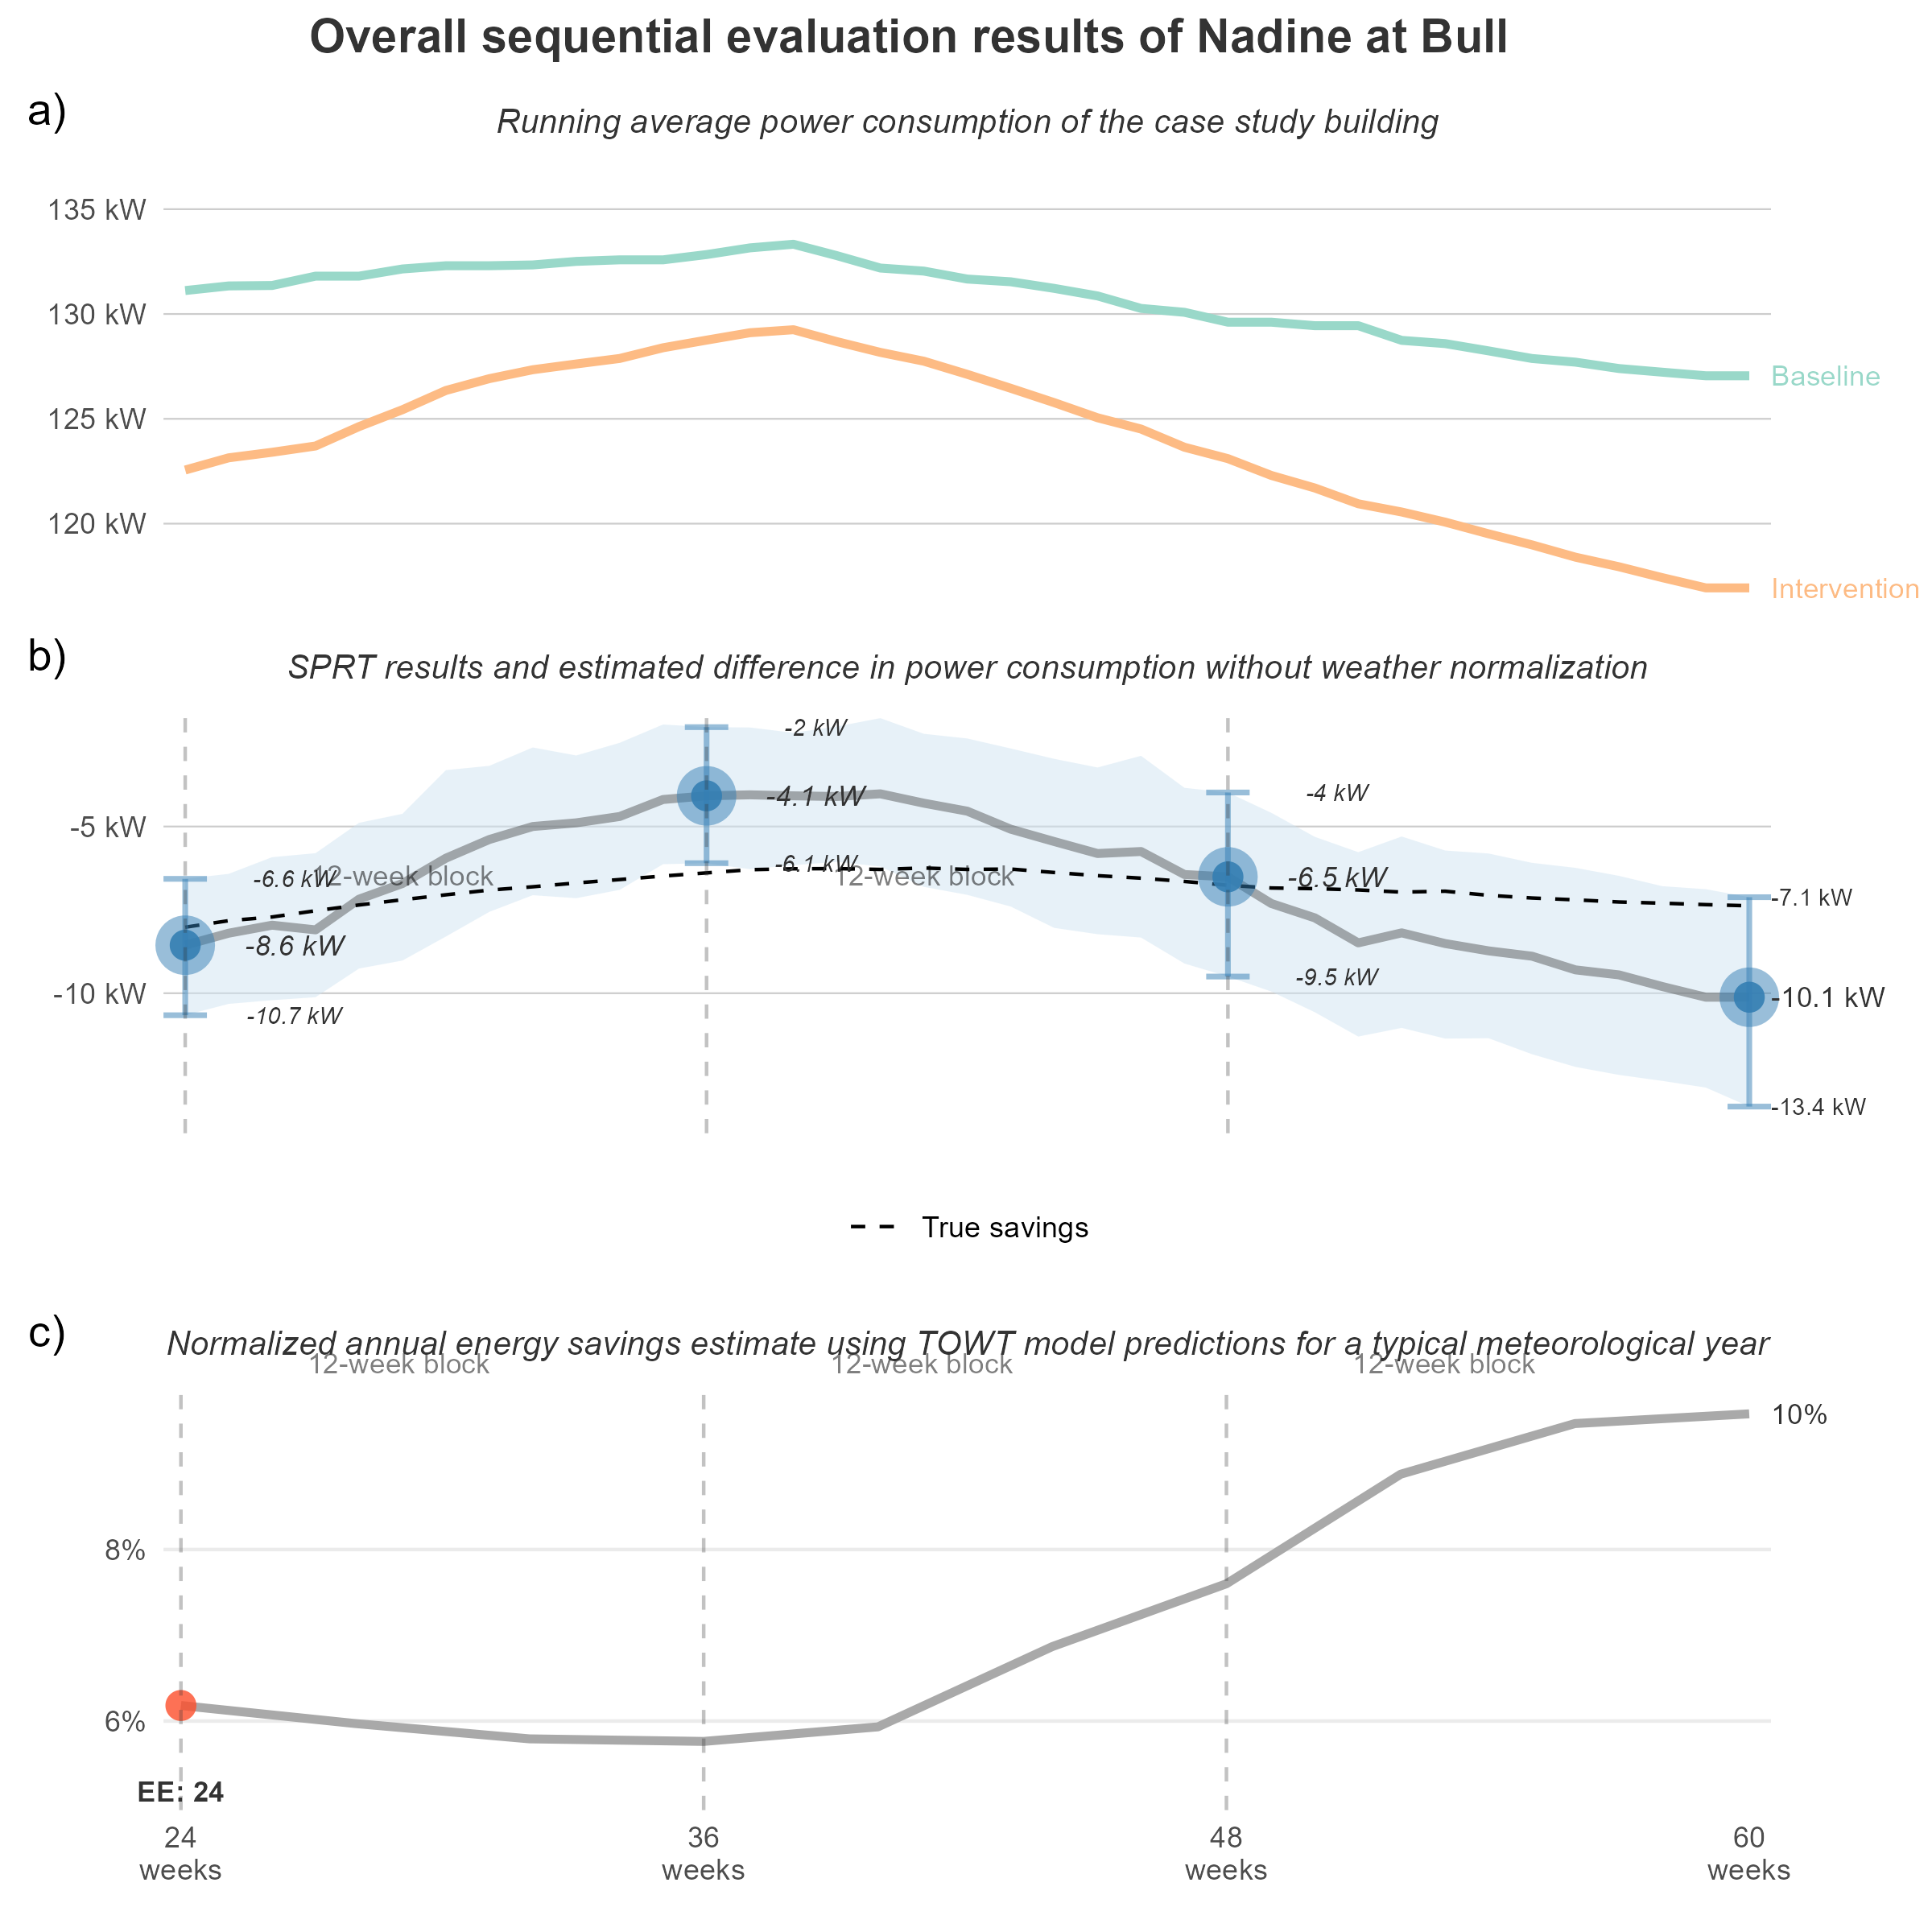 Overall sequential evaluation results of Nadine at Bull
a)
Running average power consumption of the case study building
135 kW
130 kW
125 kW
120 kW
Baseline
Intervention
b)
SPRT results and estimated difference in power consumption without weather normalization
-5 kW
-10 kW
12-week block
12-week block
-6.6 kW
-8.6 kW
-10.7 kW
-2 kW
-4.1 kW
-6.1 kW
-4 kW
-6.5 kW
-9.5 kW
-7.1 kW
-10.1 kW
-13.4 kW
True savings
c)
Normalized annual energy savings estimate using TOWT model predictions for a typical meteorological year
12-week block
12-week block
12-week block
10%
8%
6%
EE: 24
24
weeks
36
weeks
48
weeks
60
weeks